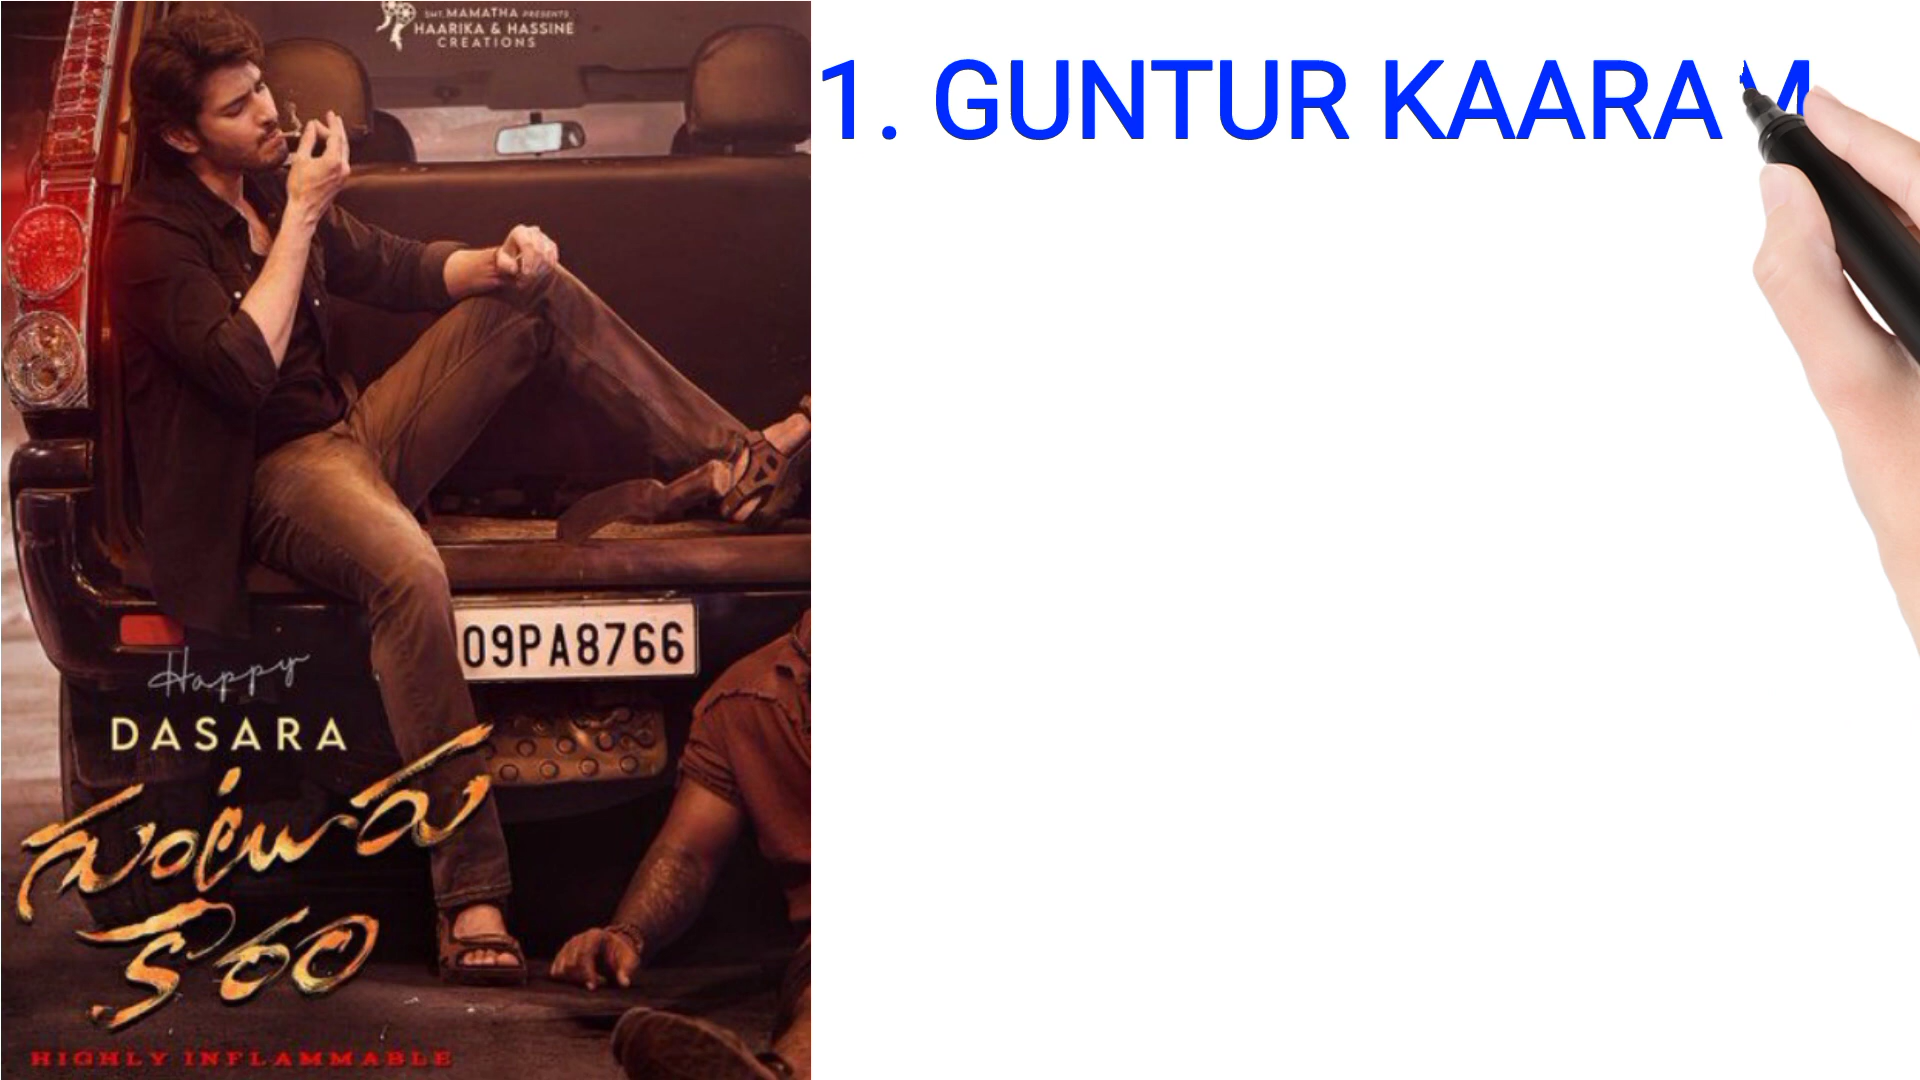 SMT. MAMATHA PRESENTS
HAARIKA & HASSINE
CREATIONS
1. GUNTUR KAARAM
09PA8766
Happy
DASARA
గుంటూరు
కారం
HIGHLY INFLAMMABLE